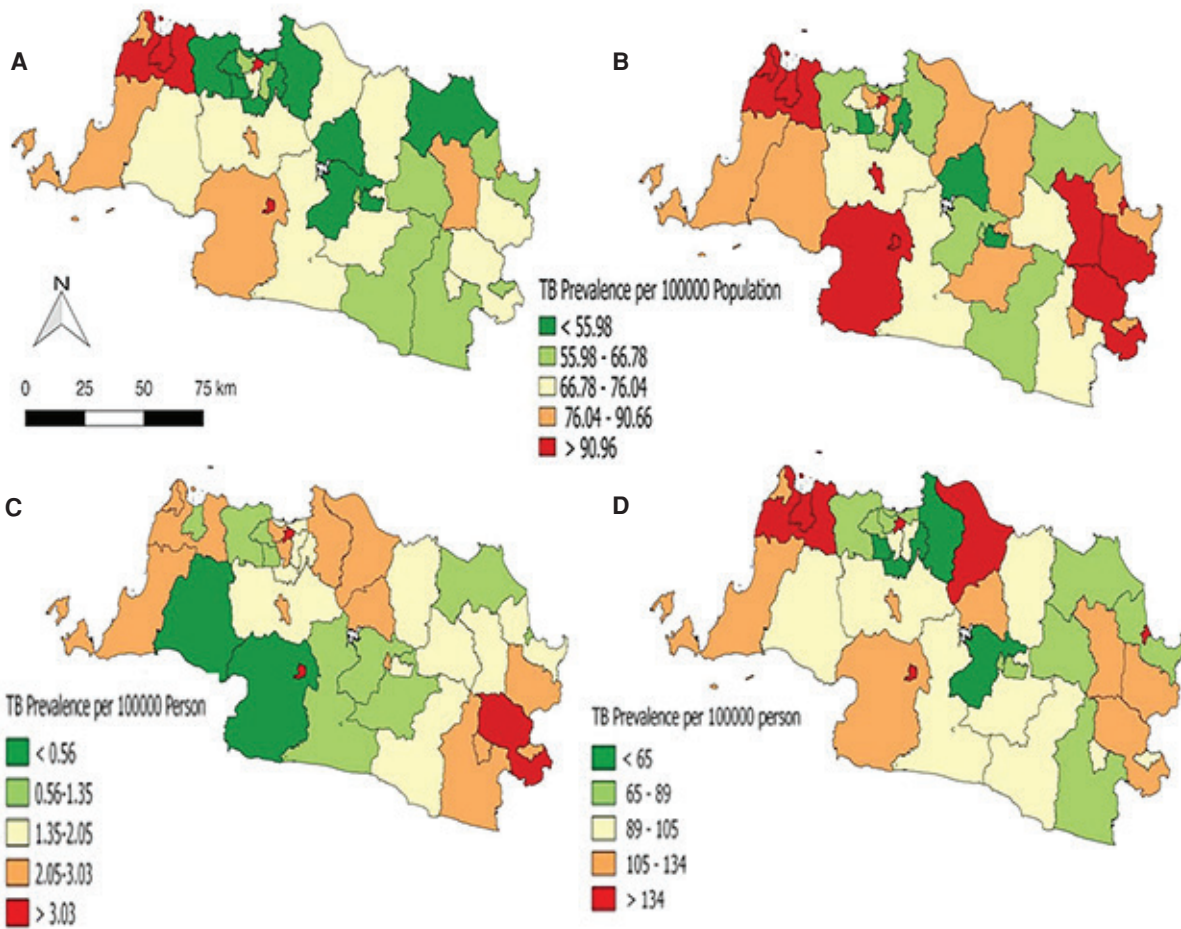 A
B
N
0 25 50 75 km
TB Prevalence per 100000 Population
< 55.98
55.98 - 66.78
66.78 - 76.04
76.04 - 90.66
> 90.96
C
D
TB Prevalence per 100000 Person
< 0.56
0.56-1.35
1.35-2.05
2.05-3.03
> 3.03
TB Prevalence per 100000 person
< 65
65 - 89
89 - 105
105 - 134
> 134